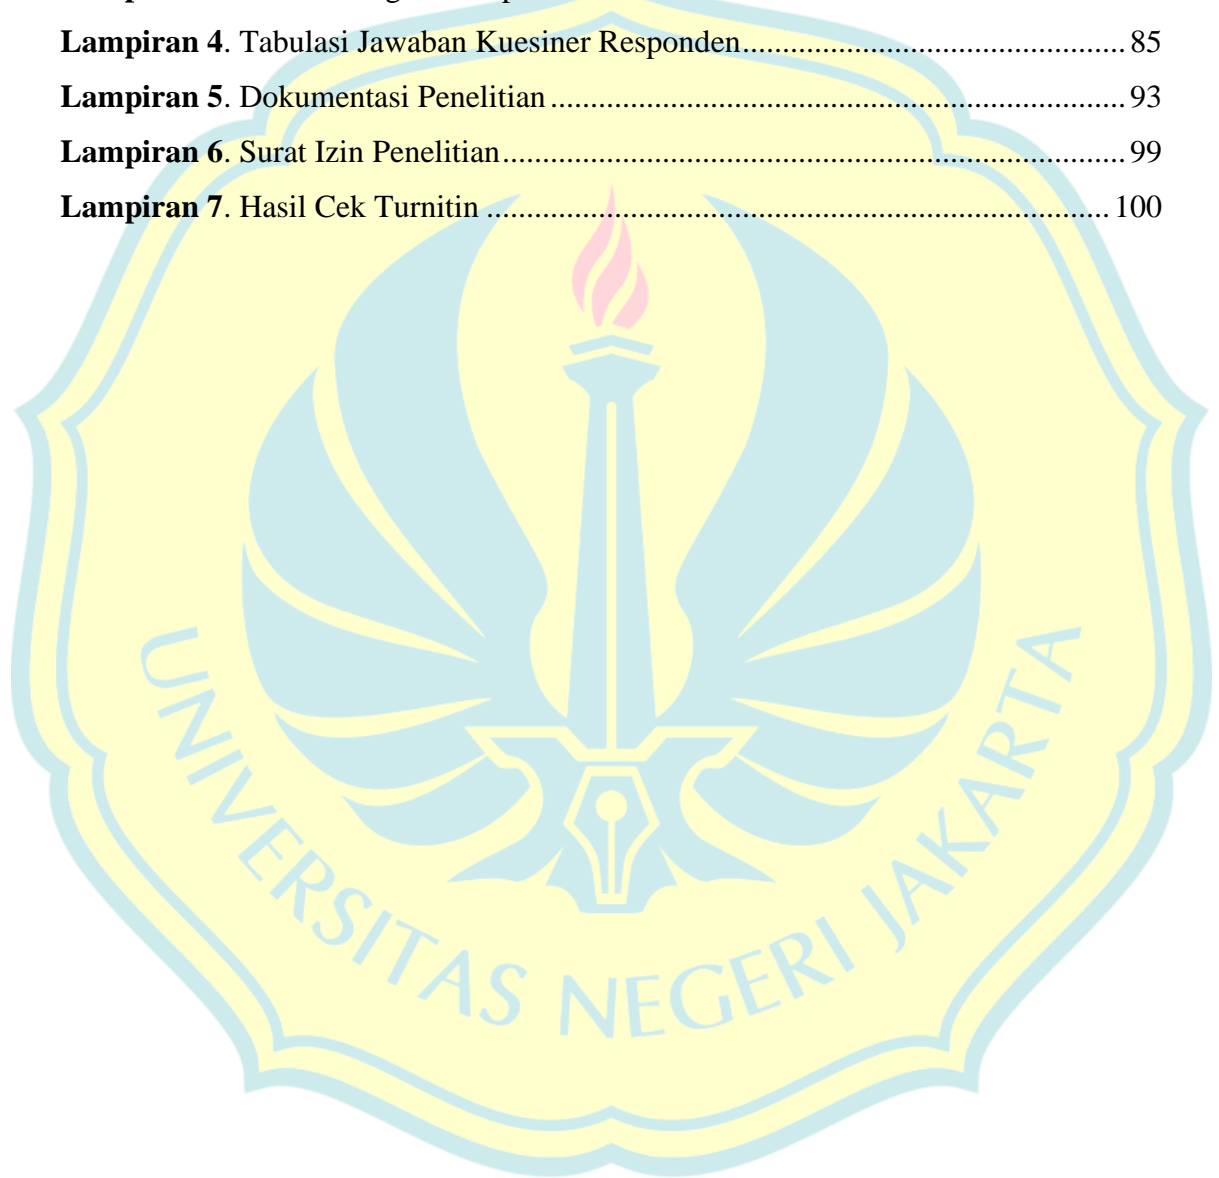 Lampiran 4. Tabulasi Jawaban Kuesiner Responden................................................ 85
Lampiran 5. Dokumentasi Penelitian ........................................................................ 93
Lampiran 6. Surat Izin Penelitian.............................................................................. 99
Lampiran 7. Hasil Cek Turnitin .............................................................................. 100
UNIVERSITAS NEGERI JAKARTA